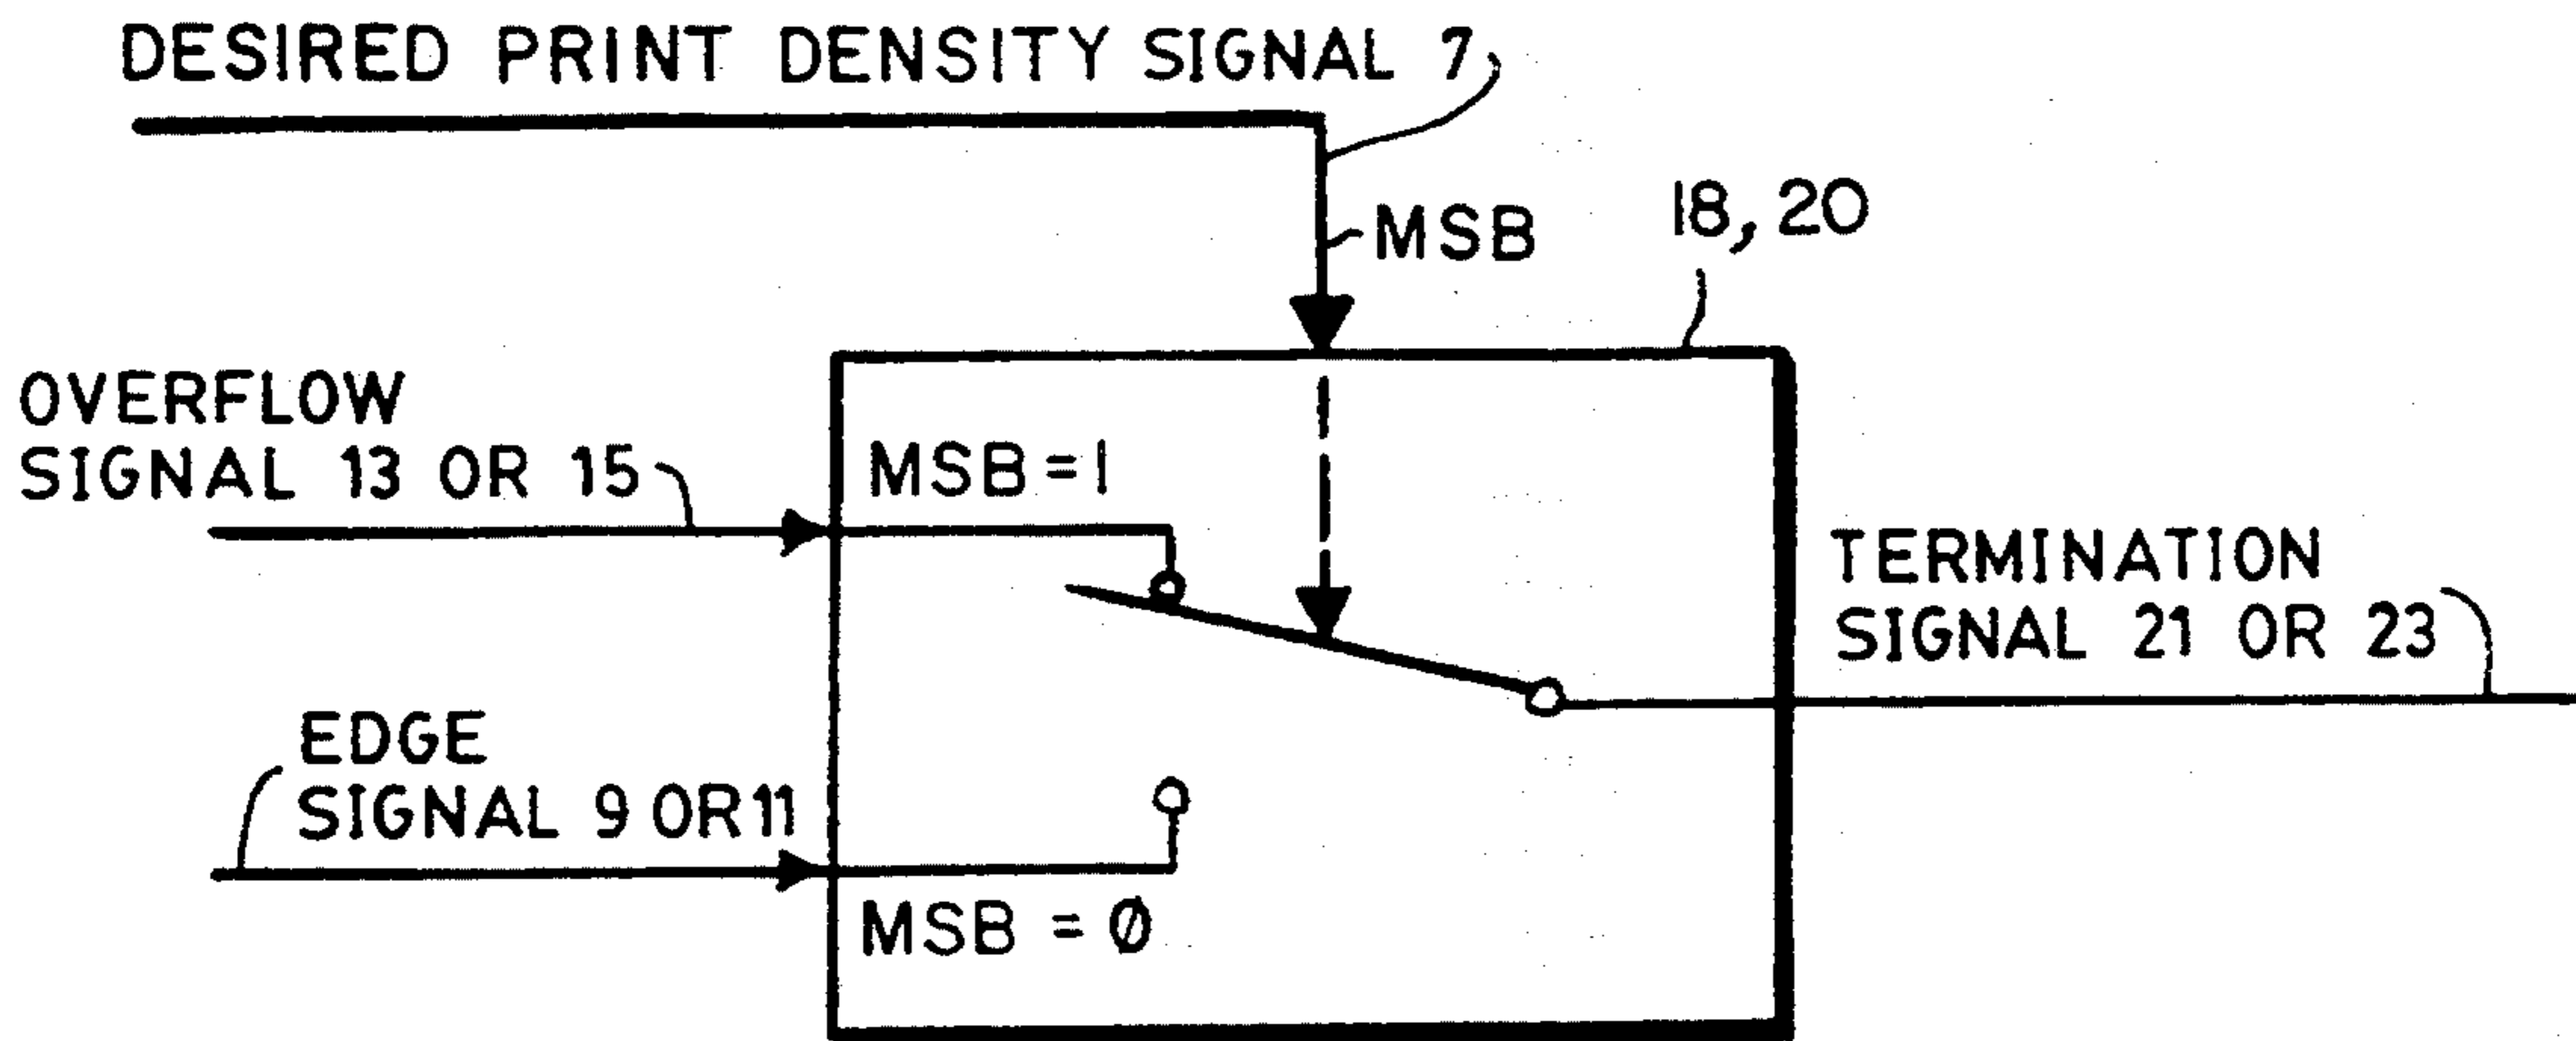 DESIRED PRINT DENSITY SIGNAL 7
MSB
18, 20
OVERFLOW
SIGNAL 13 OR 15
MSB = 1
TERMINATION
SIGNAL 21 OR 23
EDGE
SIGNAL 9 OR 11
MSB = Ø